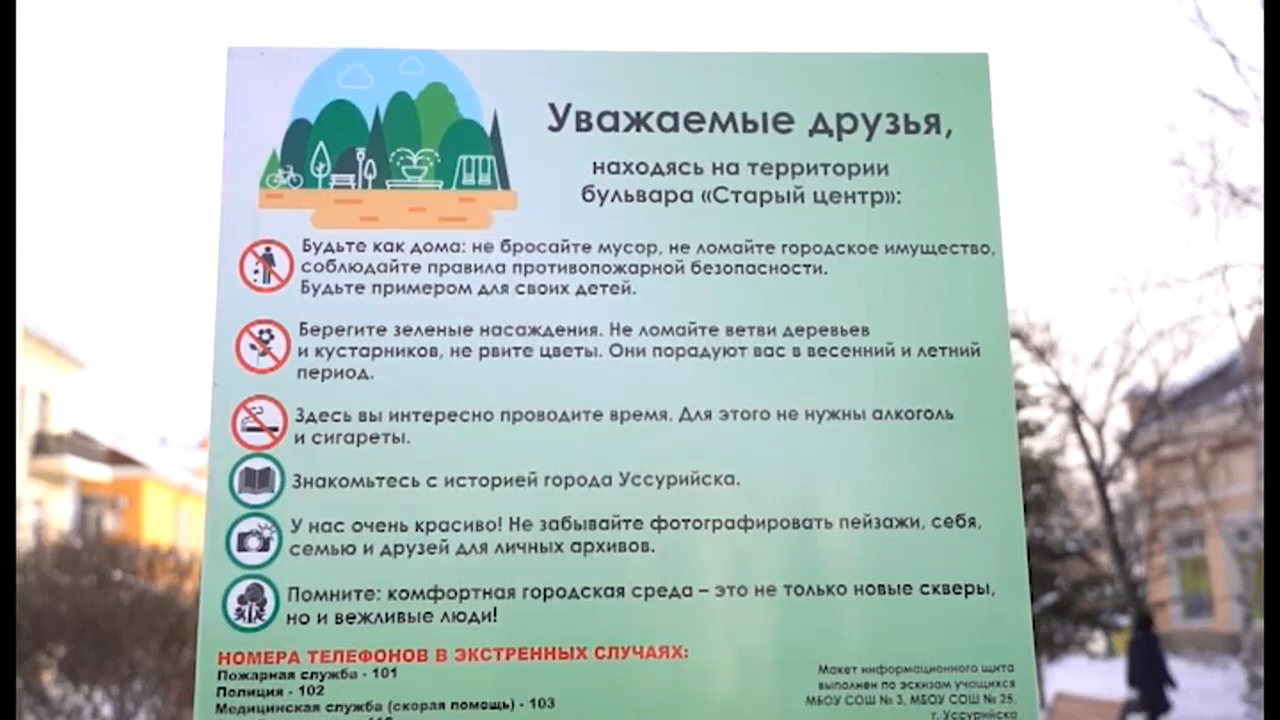 Уважаемые друзья,
находясь на территории
бульвара «Старый центр»:
Будьте как дома: не бросайте мусор, не ломайте городское имущество,
соблюдайте правила противопожарной безопасности.
Будьте примером для своих детей.
Берегите зеленые насаждения. Не ломайте ветви деревьев
и кустарников, не рвите цветы. Они порадуют вас в весенний и летний
период.
Здесь вы интересно проводите время. Для этого не нужны алкоголь
и сигареты.
Знакомьтесь с историей города Уссурийска.
У нас очень красиво! Не забывайте фотографировать пейзажи, себя,
семью и друзей для личных архивов.
Помните: комфортная городская среда – это не только новые скверы,
но и вежливые люди!
НОМЕРА ТЕЛЕФОНОВ В ЭКСТРЕННЫХ СЛУЧАЯХ:
Пожарная служба - 101
Полиция - 102
Медицинская служба (скорая помощь) - 103
Макет информационного щита
выполнен по эскизам учащихся
МБОУ СОШ № 3, МБОУ СОШ № 25,
г. Уссурийска